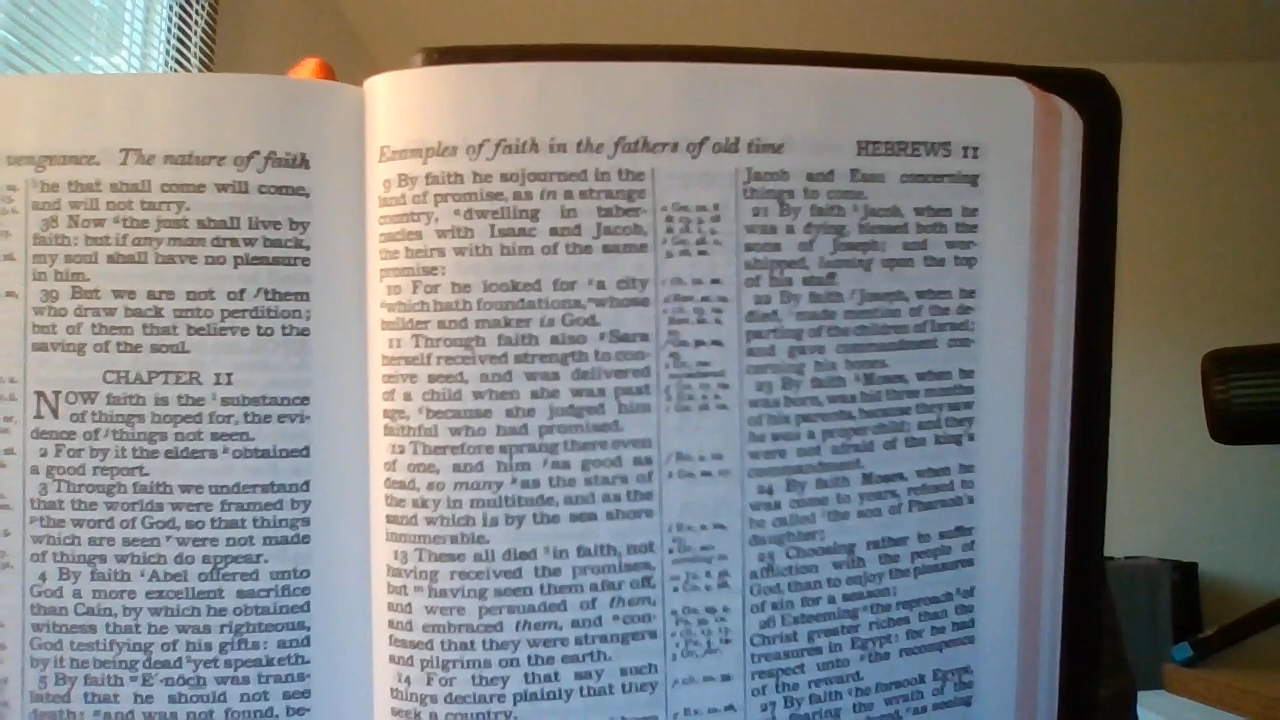 vengeance. The nature of faith
he that shall come will come,
and will not tarry.
38 Now the just shall live by
faith: but if any man draw back,
my soul shall have no pleasure
in him.
39 But we are not of them
who draw back unto perdition;
but of them that believe to the
saving of the soul.
CHAPTER 11
NOW faith is the substance
of things hoped for, the evi-
dence of things not seen.
2 For by it the elders obtained
a good report.
3 Through faith we understand
that the worlds were framed by
the word of God, so that things
which are seen were not made
of things which do appear.
4 By faith Abel offered unto
God a more excellent sacrifice
than Cain, by which he obtained
witness that he was righteous,
God testifying of his gifts: and
by it he being dead yet speaketh.
5 By faith E'-nóch was trans-
lated that he should not see
death; and was not found, be-
Examples of faith in the fathers of old time
HEBREWS 11
9 By faith he sojourned in the
land of promise, as in a strange
country, dwelling in taber-
nacles with Isaac and Jacob,
the heirs with him of the same
promise:
10 For he looked for a city
which hath foundations, whose
builder and maker is God.
11 Through faith also Sara
herself received strength to con-
ceive seed, and was delivered
of a child when she was past
age, because she judged him
faithful who had promised.
12 Therefore sprang there even
of one, and him as good as
dead, so many as the stars of
the sky in multitude, and as the
sand which is by the sea shore
innumerable.
13 These all died in faith, not
having received the promises,
but having seen them afar off,
and were persuaded of them,
and embraced them, and con-
fessed that they were strangers
and pilgrims on the earth.
14 For they that say such
things declare plainly that they
seek a country.
Jacob and Esau concerning
things to come.
21 By faith Jacob, when he
was a dying, blessed both the
sons of Joseph; and wor-
shipped, leaning upon the top
of his staff.
22 By faith Joseph, when he
died, made mention of the de-
parting of the children of Israel;
and gave commandment con-
cerning his bones.
23 By faith Moses, when he
was born, was hid three months
of his parents, because they saw
he was a proper child; and they
were not afraid of the king's
commandment.
24 By faith Moses, when he
was come to years, refused to
be called the son of Pharaoh's
daughter;
25 Choosing rather to suffer
affliction with the people of
God, than to enjoy the pleasures
of sin for a season;
26 Esteeming the reproach of
Christ greater riches than the
treasures in Egypt: for he had
respect unto the recompence
of the reward.
27 By faith he forsook Egypt,
fearing the wrath of the
as seeing